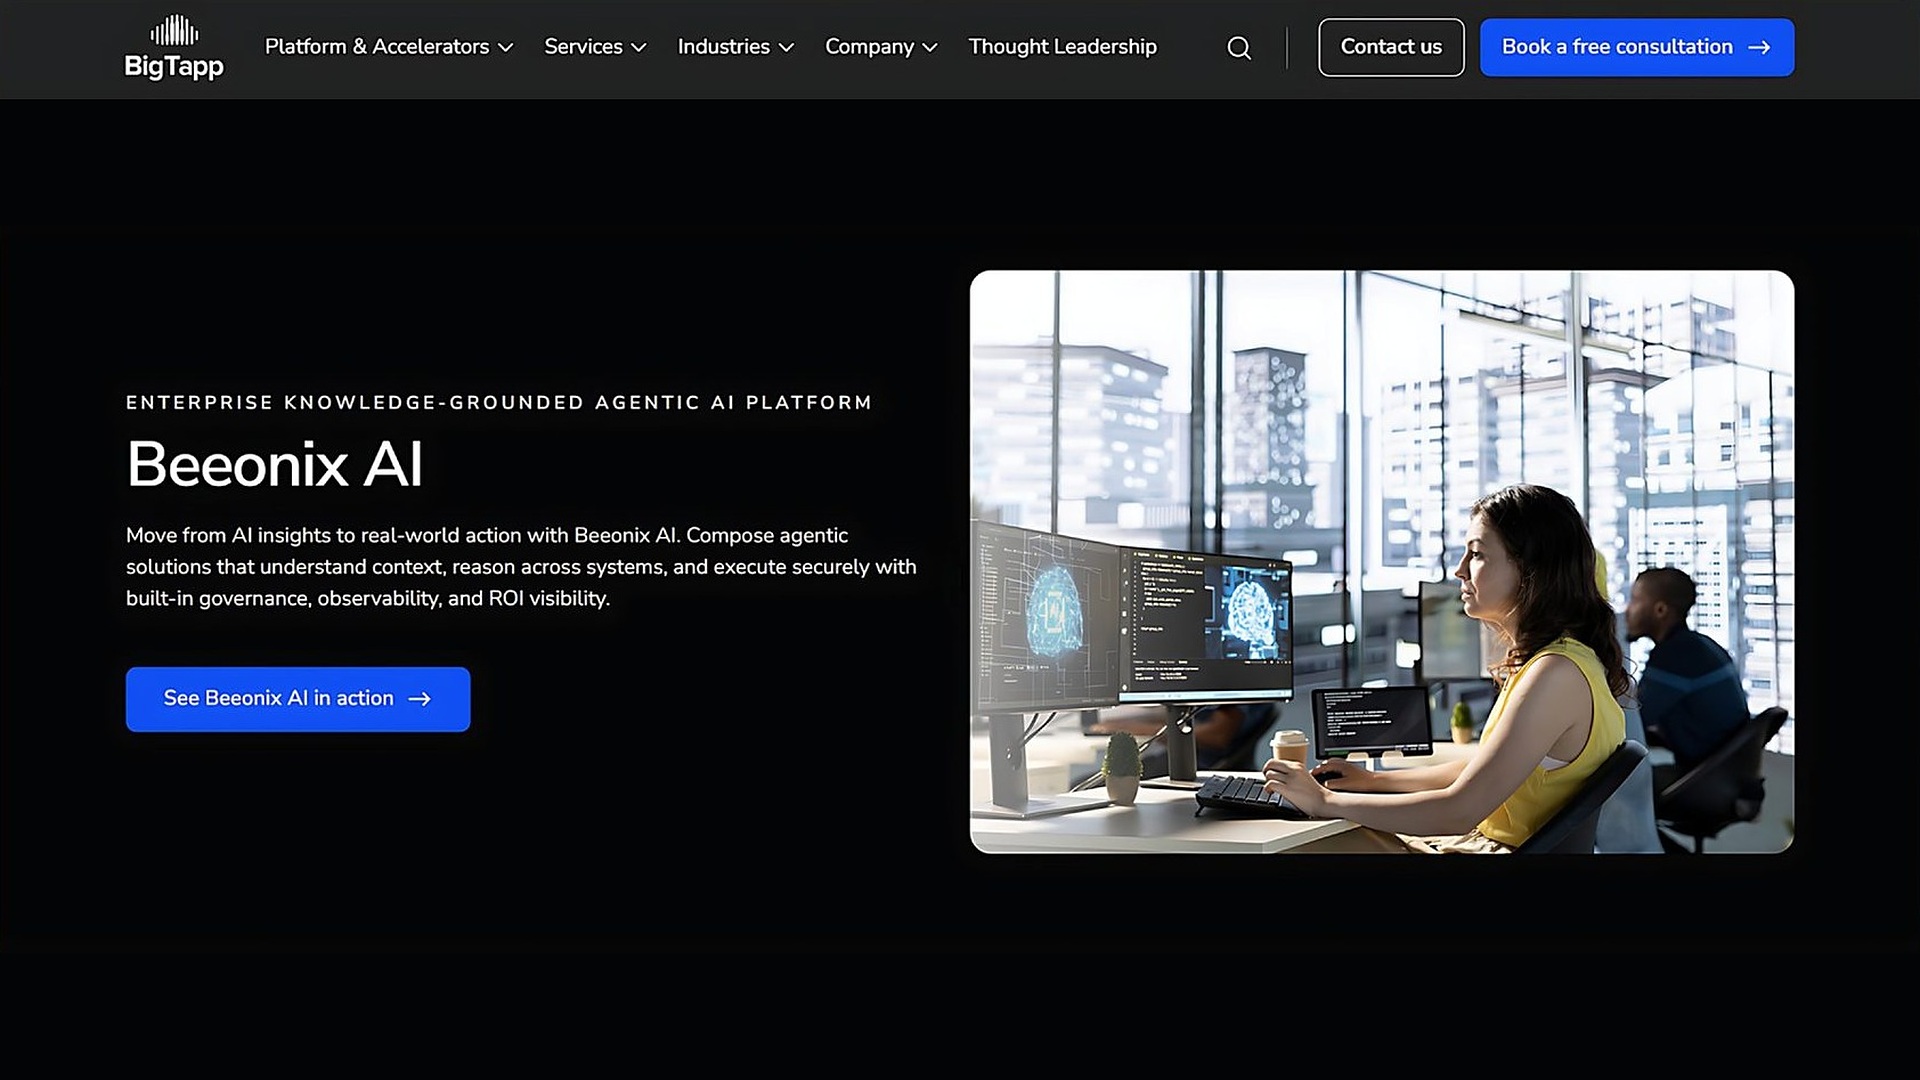 BigTapp
Platform & Accelerators
Services
Industries
Company
Thought Leadership
Contact us
Book a free consultation
ENTERPRISE KNOWLEDGE-GROUNDED AGENTIC AI PLATFORM
Beeonix AI
Move from AI insights to real-world action with Beeonix AI. Compose agentic
solutions that understand context, reason across systems, and execute securely with
built-in governance, observability, and ROI visibility.
See Beeonix AI in action